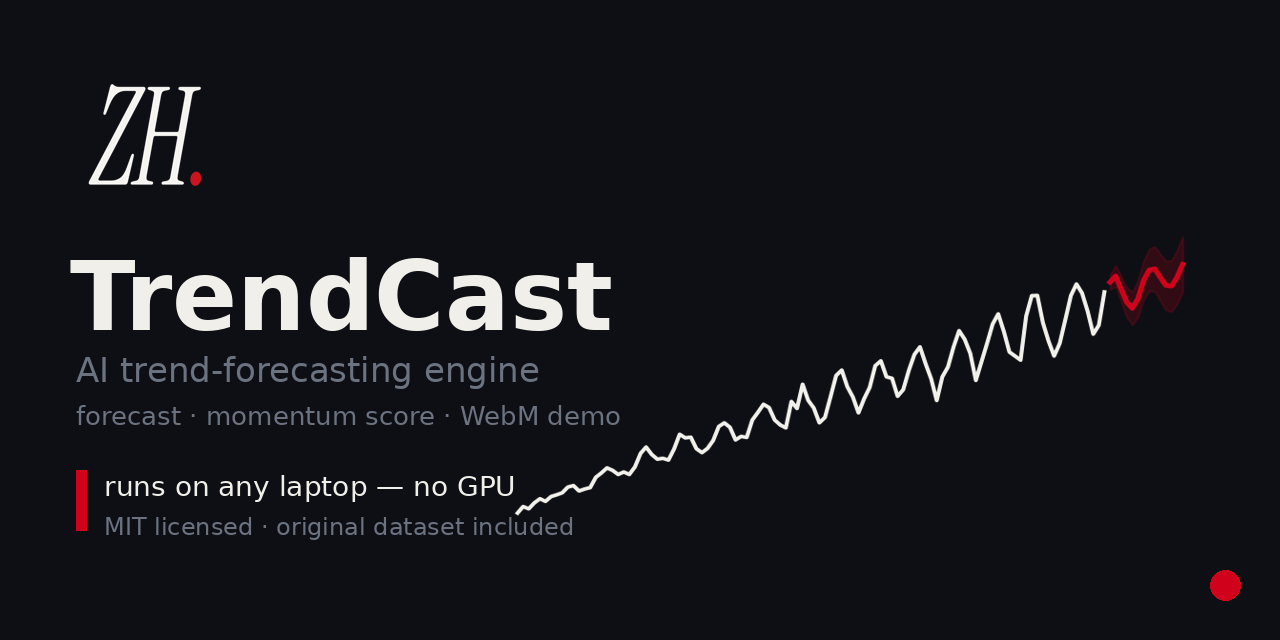 ZH.
TrendCast
AI trend-forecasting engine
forecast · momentum score · WebM demo
runs on any laptop — no GPU
MIT licensed · original dataset included